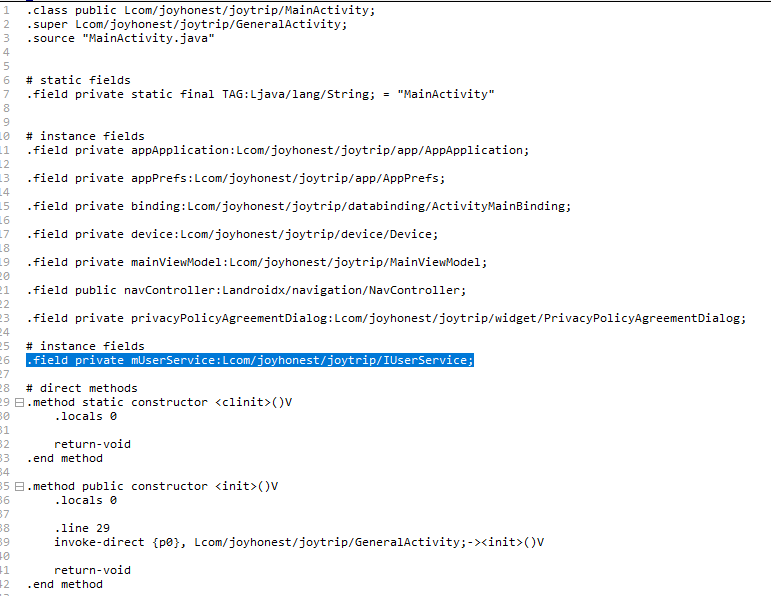 1 .class public Lcom/joyhonest/joytrip/MainActivity;
2 .super Lcom/joyhonest/joytrip/GeneralActivity;
3 .source "MainActivity.java"
4
5
6 # static fields
7 .field private static final TAG:Ljava/lang/String; = "MainActivity"
8
9
10 # instance fields
11 .field private appApplication:Lcom/joyhonest/joytrip/app/AppApplication;
12
13 .field private appPrefs:Lcom/joyhonest/joytrip/app/AppPrefs;
14
15 .field private binding:Lcom/joyhonest/joytrip/databinding/ActivityMainBinding;
16
17 .field private device:Lcom/joyhonest/joytrip/device/Device;
18
19 .field private mainViewModel:Lcom/joyhonest/joytrip/MainViewModel;
20
21 .field public navController:Landroidx/navigation/NavController;
22
23 .field private privacyPolicyAgreementDialog:Lcom/joyhonest/joytrip/widget/PrivacyPolicyAgreementDialog;
24
25 # instance fields
26 .field private mUserService:Lcom/joyhonest/joytrip/IUserService;
27
28 # direct methods
29 .method static constructor <clinit>()V
30 .locals 0
31
32 return-void
33 .end method
34
35 .method public constructor <init>()V
36 .locals 0
37
38 .line 29
39 invoke-direct {p0}, Lcom/joyhonest/joytrip/GeneralActivity;-><init>()V
40
41 return-void
42 .end method